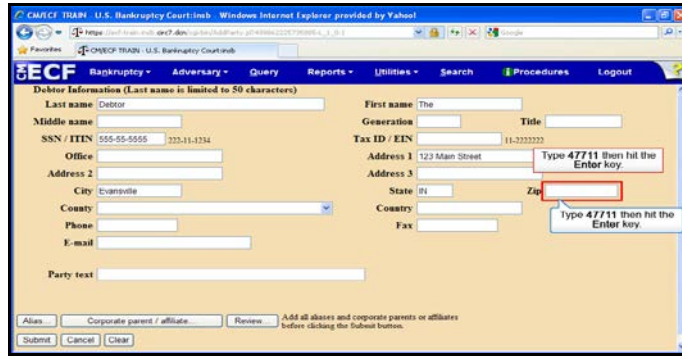 CM/ECF TRAIN - U.S. Bankruptcy Court:insb - Windows Internet Explorer provided by Yahoo!
Google
Favorites CM/ECF TRAIN - U.S. Bankruptcy Court:insb
ECF Bankruptcy Adversary Query Reports Utilities Search Procedures Logout
Debtor Information (Last name is limited to 50 characters)
Last name Debtor First name The
Middle name Generation Title
SSN / ITIN 555-55-5555 222-11-1234 Tax ID / EIN 11-2222222
Office Address 1 123 Main Street
Type 47711 then hit the
Enter key.
Address 2 Address 3
City Evansville State IN Zip
County Country
Type 47711 then hit the
Enter key.
Phone Fax
E-mail
Party text
Alias... Corporate parent / affiliate... Review... Add all aliases and corporate parents or affiliates
before clicking the Submit button.
Submit Cancel Clear